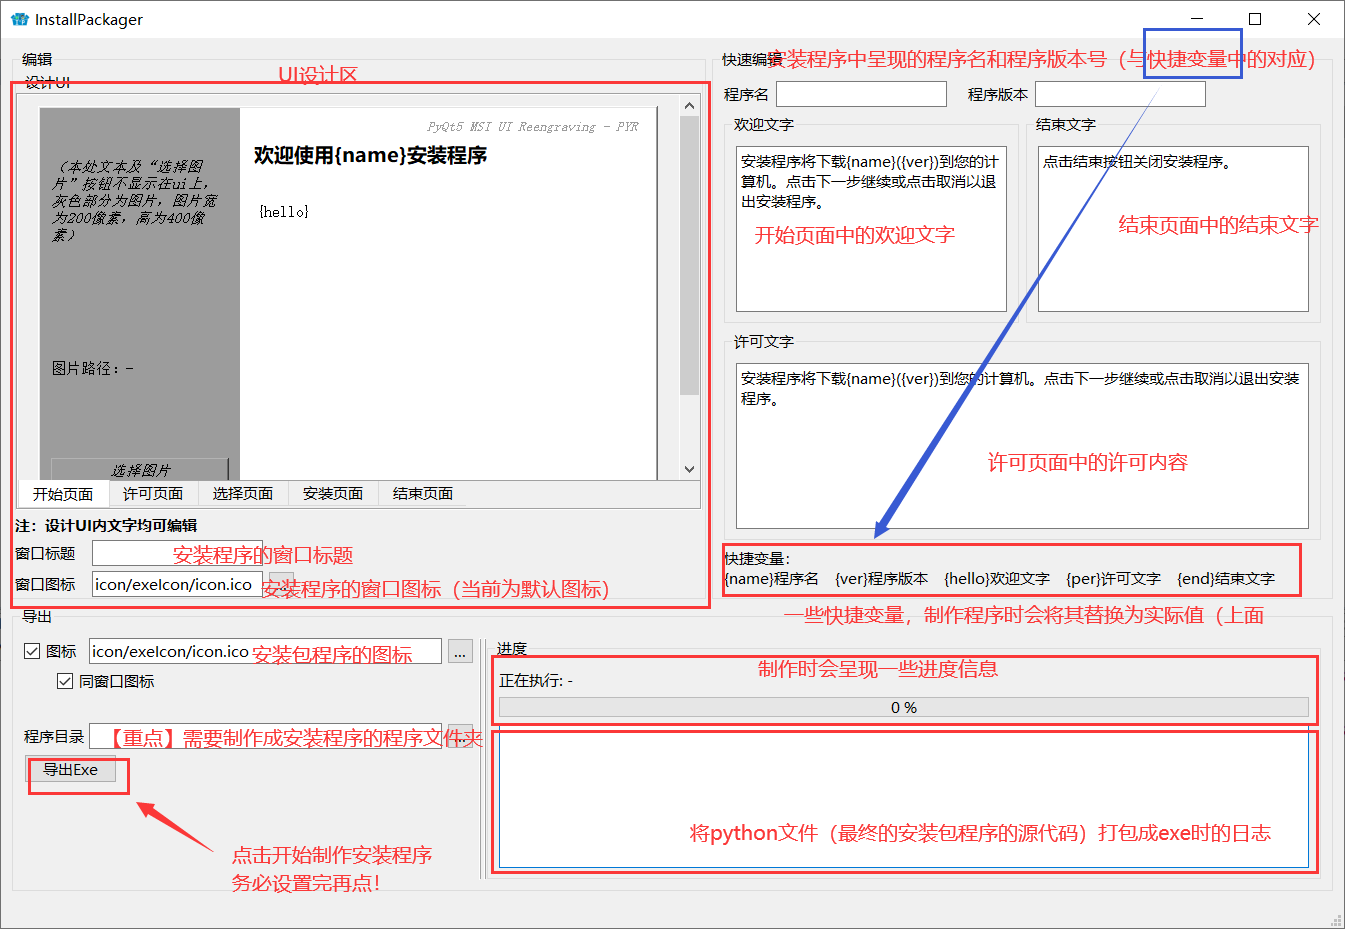 InstallPackager
编辑
设计UI
UI设计区
PyQt5 MSI UI Reengraving - PYR
欢迎使用{name}安装程序
{hello}
（本处文本及“选择图
片”按钮不显示在ui上，
灰色部分为图片，图片宽
为200像素，高为400像
素）
图片路径：-
选择图片
开始页面
许可页面
选择页面
安装页面
结束页面
注：设计UI内文字均可编辑
窗口标题
安装程序的窗口标题
窗口图标
icon/exeIcon/icon.ico
安装程序的窗口图标（当前为默认图标）
快速编辑
安装程序中呈现的程序名和程序版本号（与快捷变量中的对应）
程序名
程序版本
欢迎文字
安装程序将下载{name}({ver})到您的计
算机。点击下一步继续或点击取消以退
出安装程序。
开始页面中的欢迎文字
结束文字
点击结束按钮关闭安装程序。
结束页面中的结束文字
许可文字
安装程序将下载{name}({ver})到您的计算机。点击下一步继续或点击取消以退出安装
程序。
许可页面中的许可内容
快捷变量：
{name}程序名 {ver}程序版本 {hello}欢迎文字 {per}许可文字 {end}结束文字
一些快捷变量，制作程序时会将其替换为实际值（上面
导出
图标
icon/exeIcon/icon.ico
安装包程序的图标
...
同窗口图标
程序目录
【重点】需要制作成安装程序的程序文件夹
导出Exe
点击开始制作安装程序
务必设置完再点！
进度
制作时会呈现一些进度信息
正在执行: -
0 %
将python文件（最终的安装包程序的源代码）打包成exe时的日志